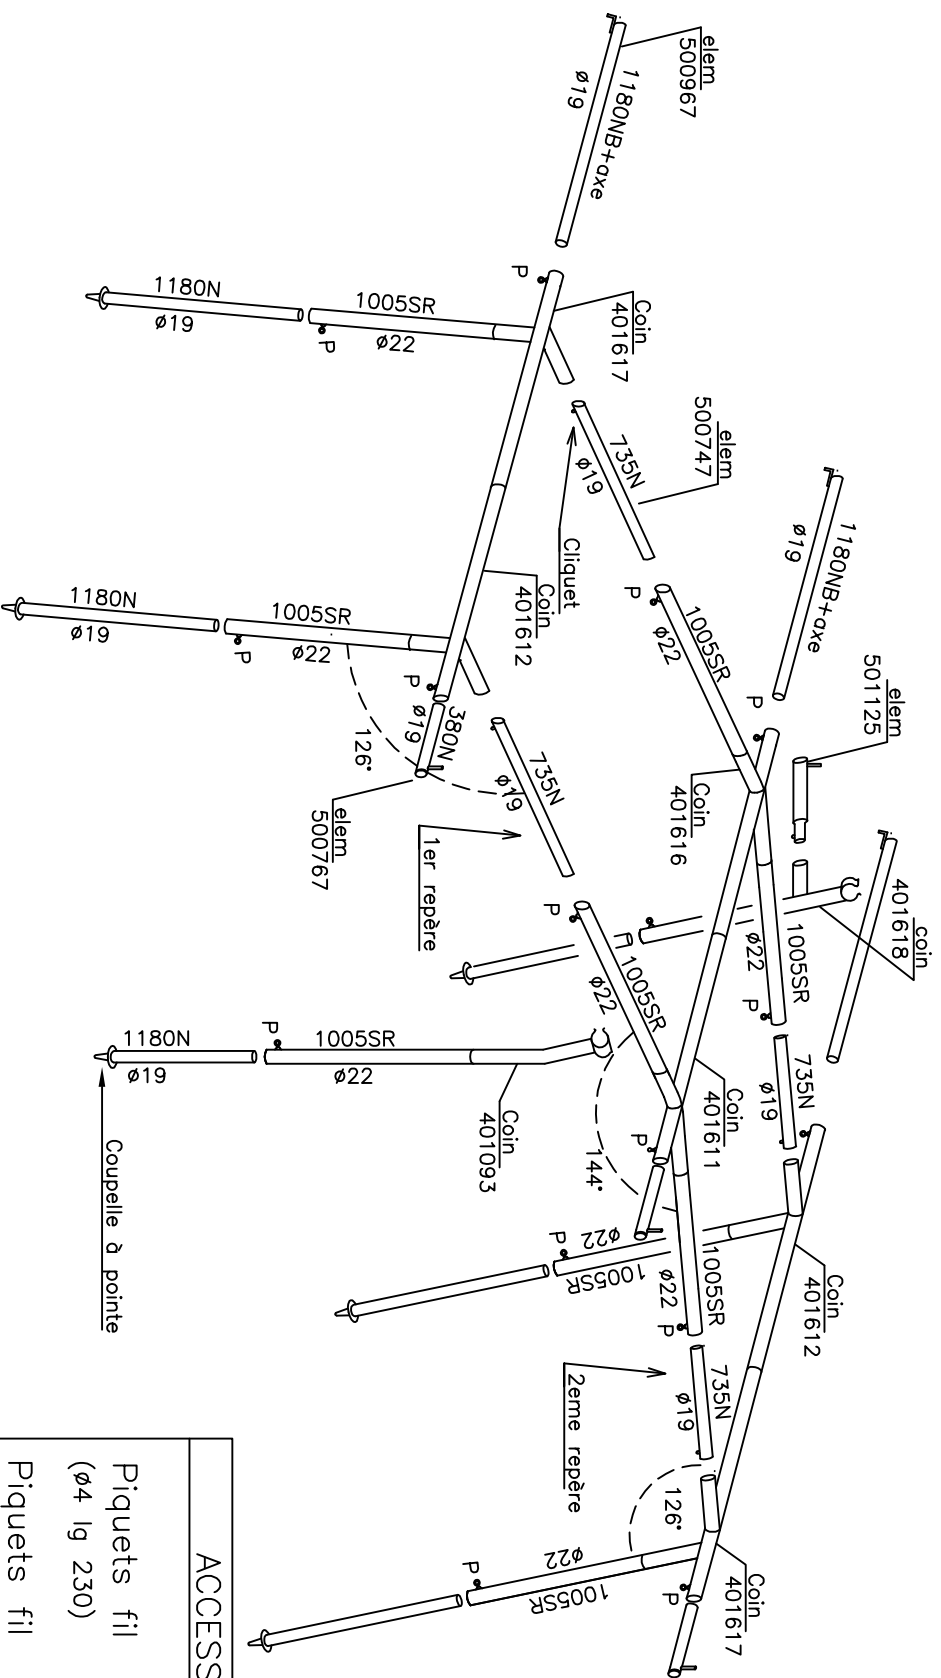 elem
500967
1180NB+axe
ø19
P
Coin
401617
1180N
ø19
1005SR
ø22
P
elem
500747
735N
ø19
Cliquet
Coin
401612
1180N
ø19
1005SR
ø22
P
P
380N
ø19
126°
elem
500767
735N
ø19
1er repère
P
1005SR
ø22
1180NB+axe
ø19
P
elem
501125
Coin
401616
coin
401618
1005SR
ø22
P
735N
ø19
P
1005SR
ø22
Coin
401611
144°
P
1180N
ø19
P
1005SR
ø22
Coin
401093
Coupelle à pointe
ø22
1005SR
P
1005SR
ø22
P
Coin
401612
735N
ø19
2eme repère
126°
ø22
1005SR
P
Coin
401617
P
ACCESS
Piquets fil
(ø4 lg 230)
Piquets fil